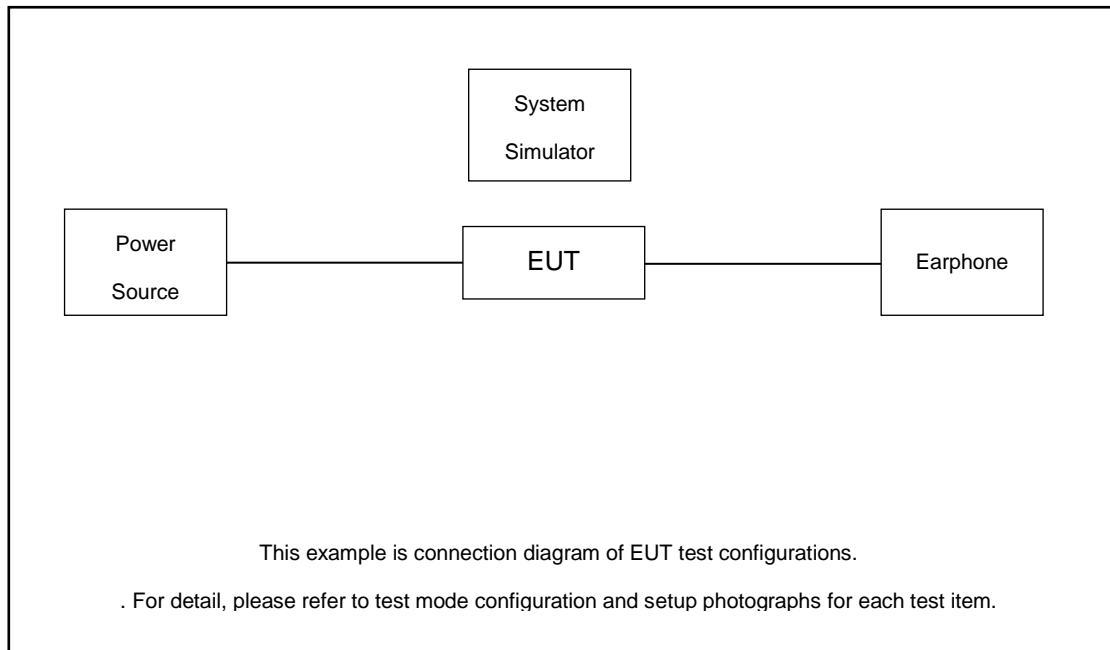 System
Simulator
Power
Source
EUT
Earphone
This example is connection diagram of EUT test configurations.
. For detail, please refer to test mode configuration and setup photographs for each test item.